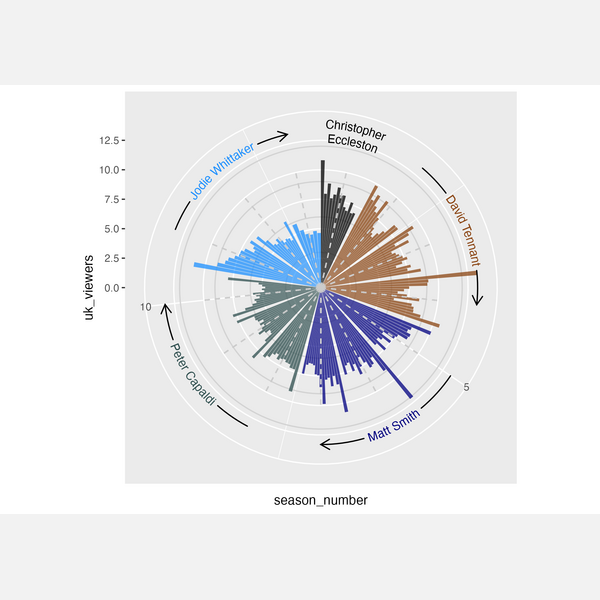 Christopher
Eccleston
David Tennant
Matt Smith
Peter Capaldi
Jodie Whittaker
12.5
10.0
7.5
5.0
2.5
0.0
10
5
uk_viewers
season_number